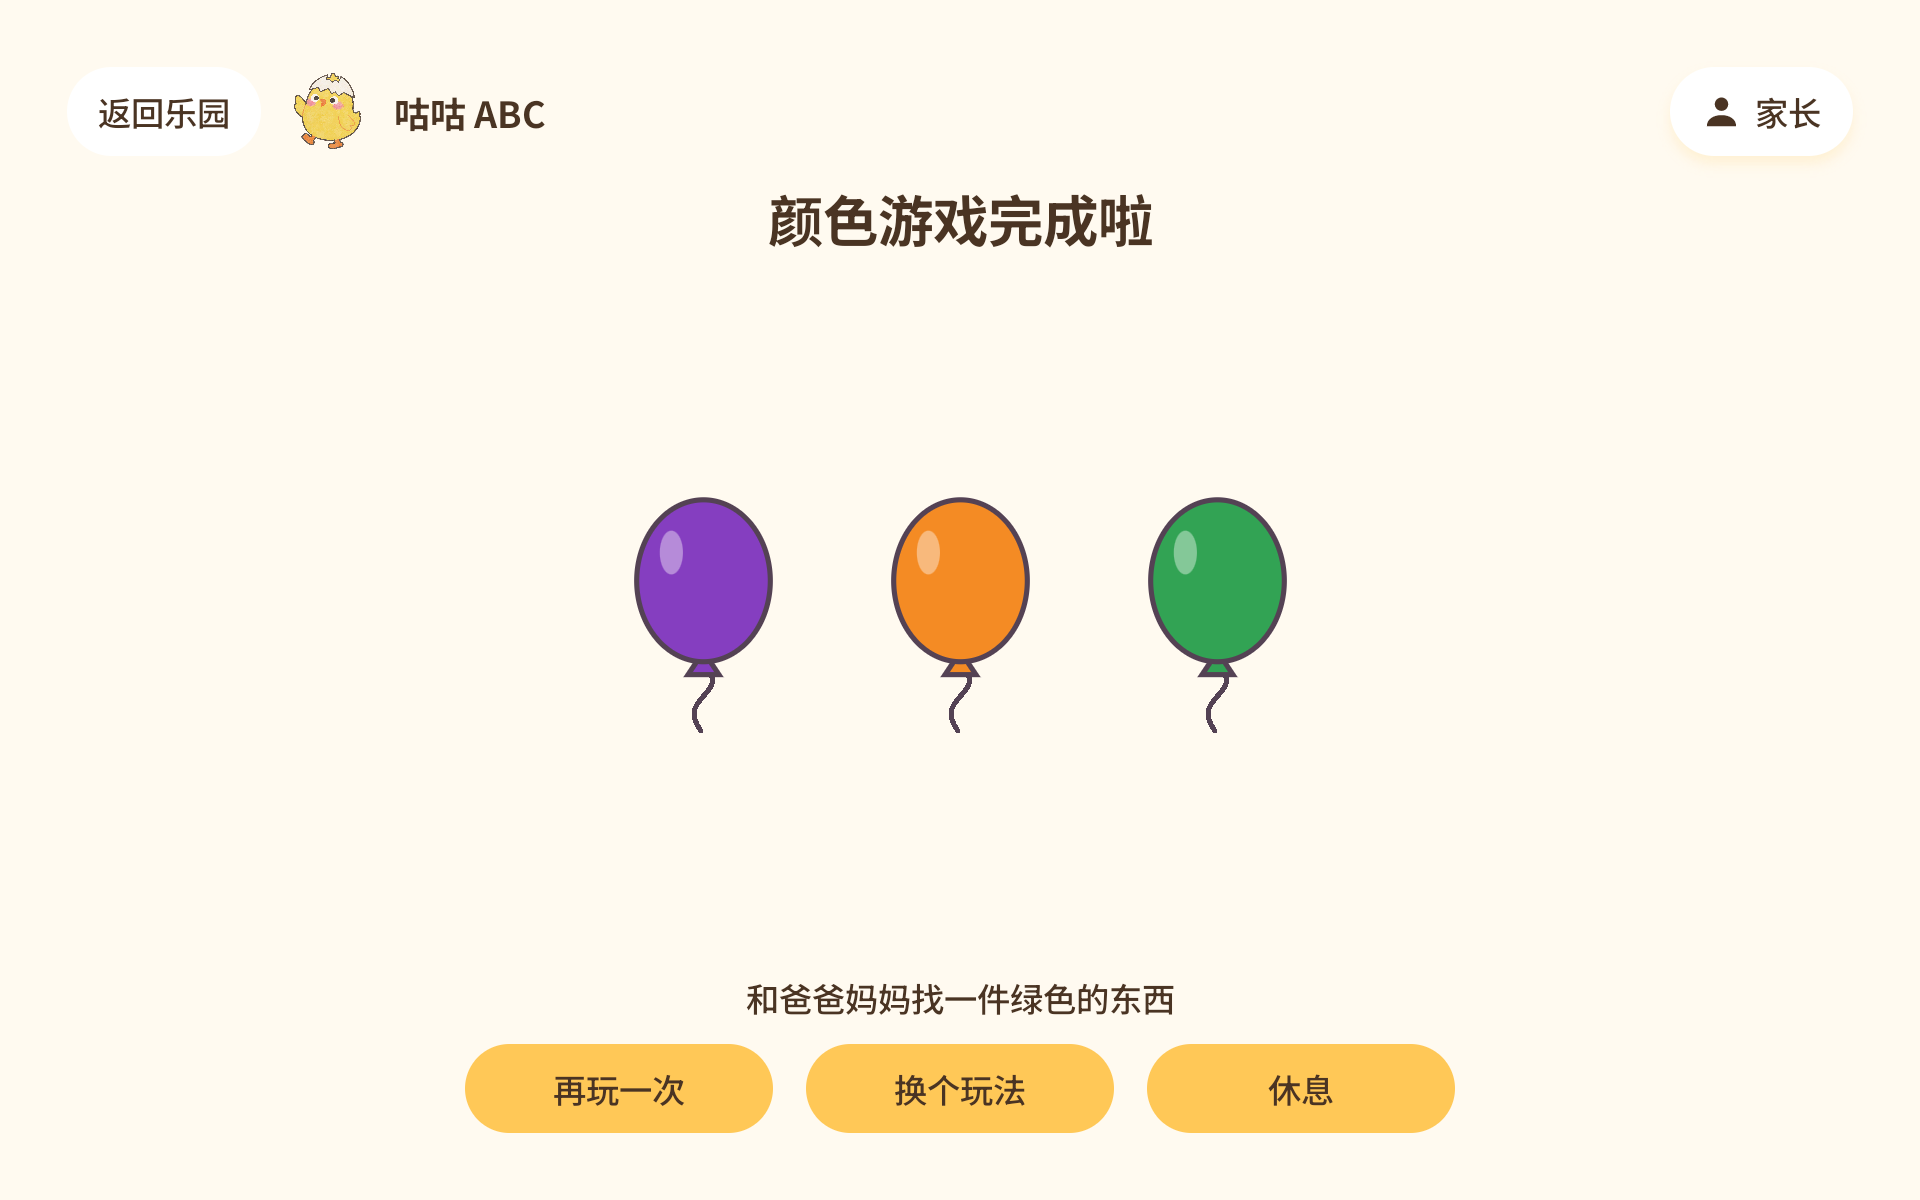 返回乐园
咕咕 ABC
家长
颜色游戏完成啦
和爸爸妈妈找一件绿色的东西
再玩一次
换个玩法
休息